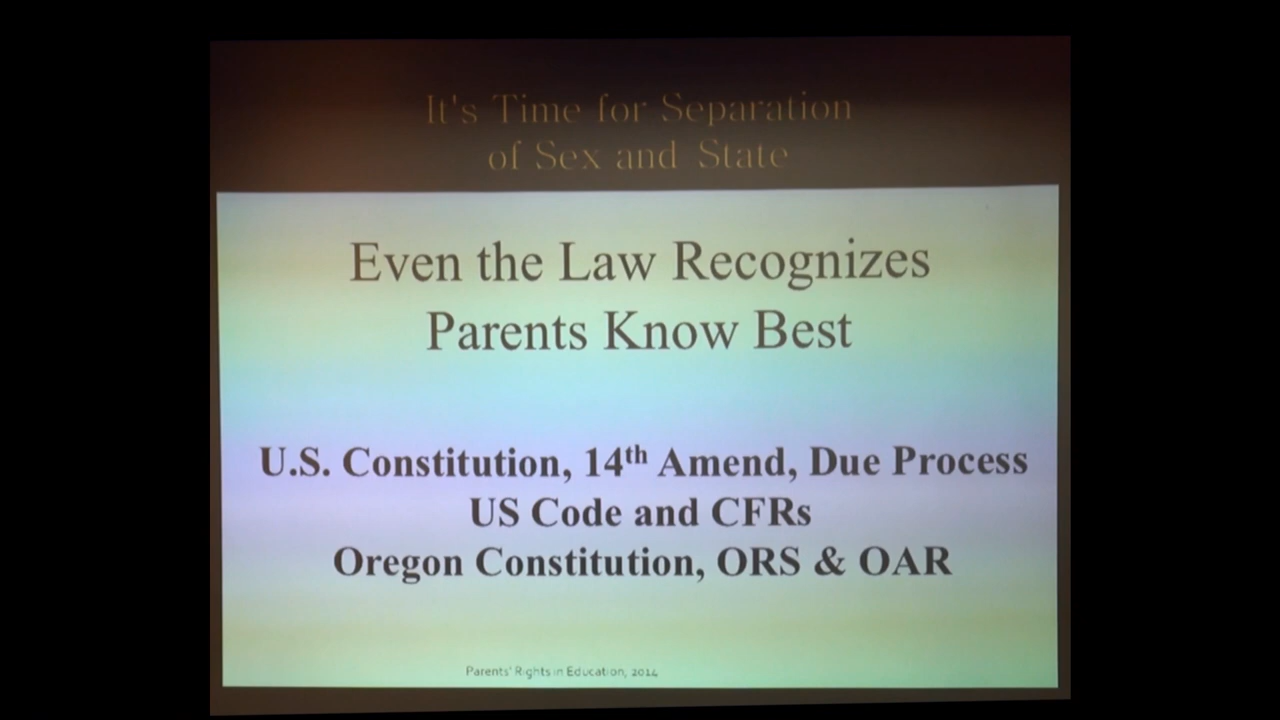 It's Time for Separation
of Sex and State
Even the Law Recognizes
Parents Know Best
U.S. Constitution, 14th Amend, Due Process
US Code and CFRs
Oregon Constitution, ORS & OAR
Parents' Rights in Education, 2014